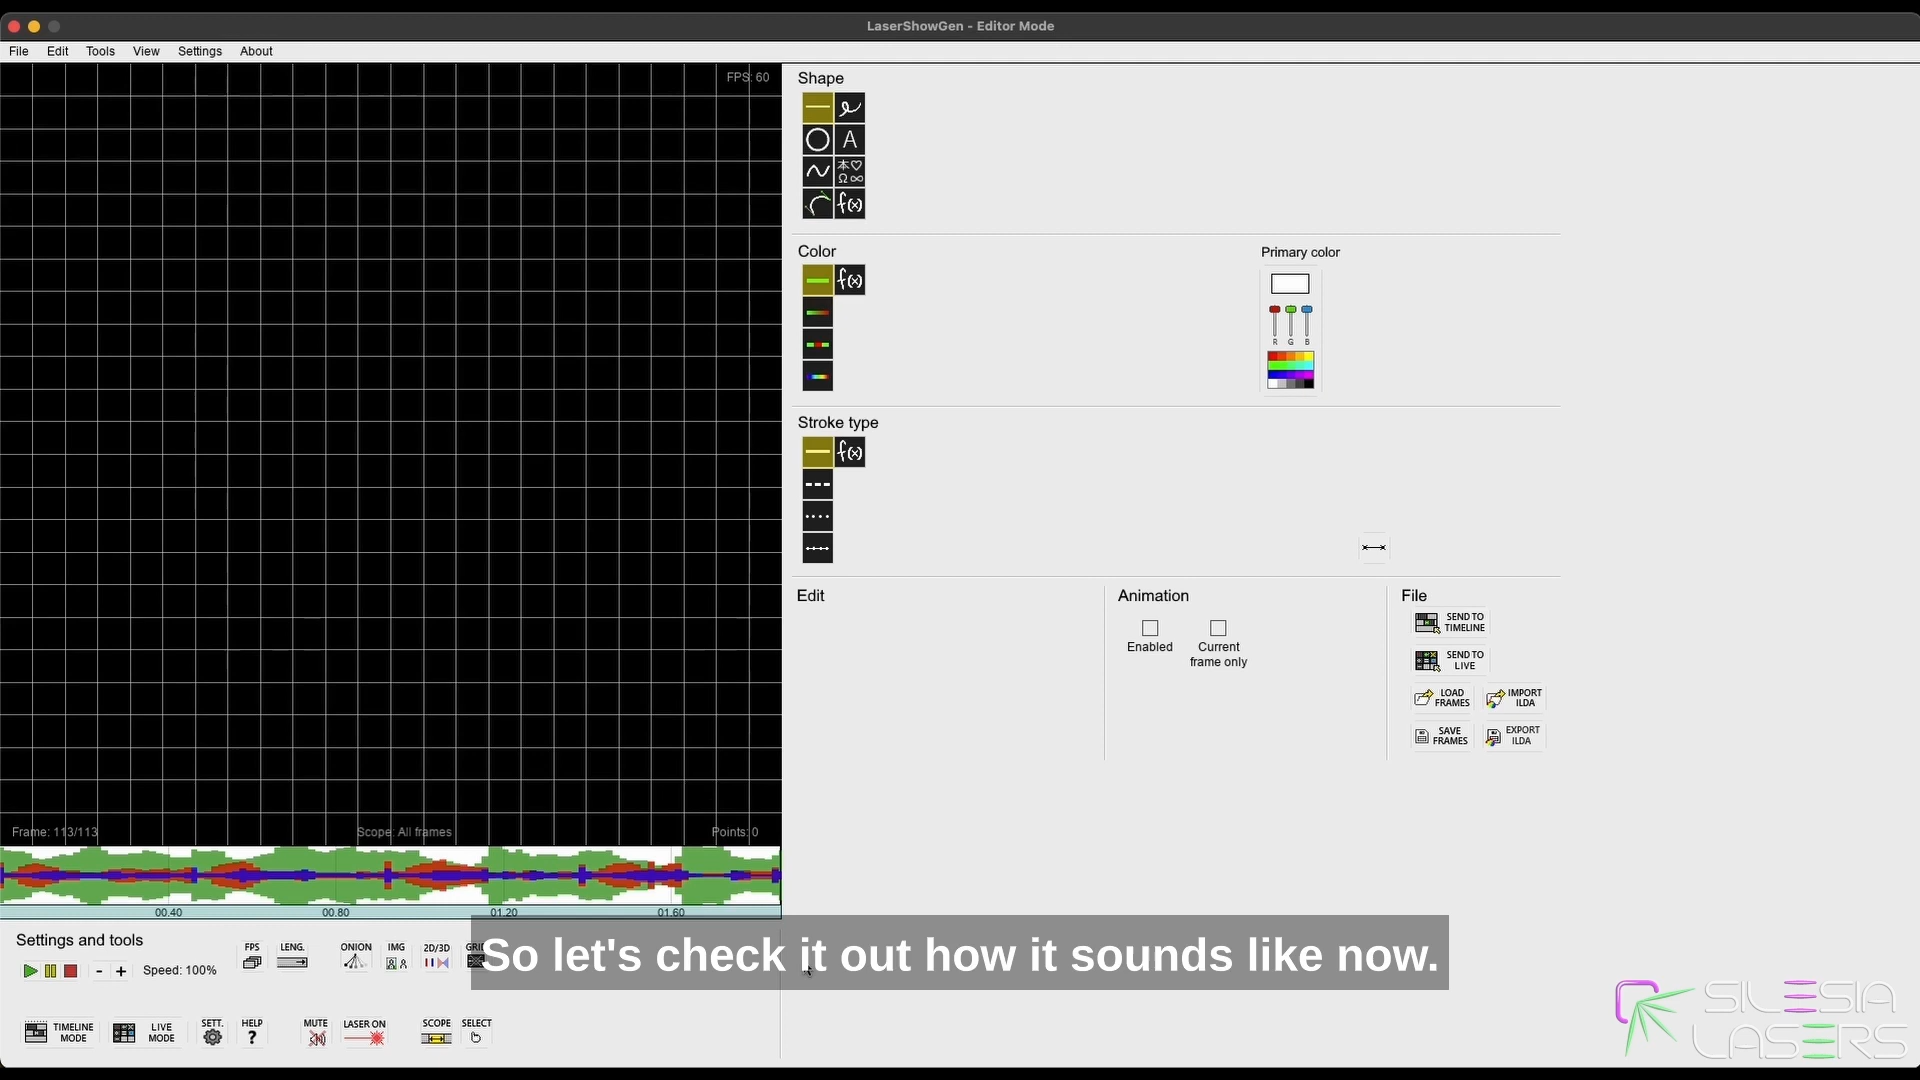 LaserShowGen - Editor Mode
File Edit Tools View Settings About
FPS: 60
Shape
A
本♡
Ω∞
f(x)
Color
f(x)
Primary color
R G B
Stroke type
f(x)
Edit
Animation
Enabled
Current
frame only
File
SEND TO
TIMELINE
SEND TO
LIVE
LOAD
FRAMES
IMPORT
ILDA
SAVE
FRAMES
EXPORT
ILDA
Frame: 113/113
Scope: All frames
Points: 0
00.40 00.80 01.20 01.60
Settings and tools
- + Speed: 100%
FPS
LENG.
ONION
IMG
2D/3D
So let's check it out how it sounds like now.
TIMELINE
MODE
LIVE
MODE
SETT.
HELP
?
MUTE
LASER ON
SCOPE
SELECT
SILESIA
LASERS